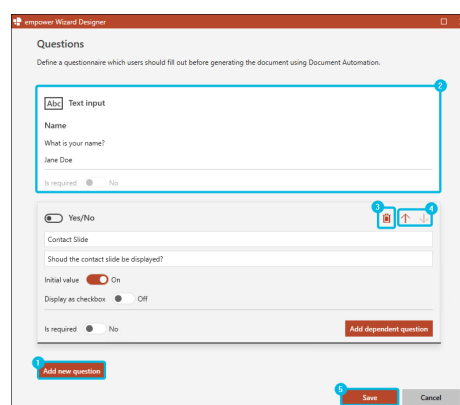 empower Wizard Designer
Questions
Define a questionnaire which users should fill out before generating the document using Document Automation.
2
Abc Text input
Name
What is your name?
Jane Doe
Is required No
3 4
Yes/No
Contact Slide
Shoud the contact slide be displayed?
Initial value On
Display as checkbox Off
Is required No Add dependent question
1
Add new question
5
Save Cancel